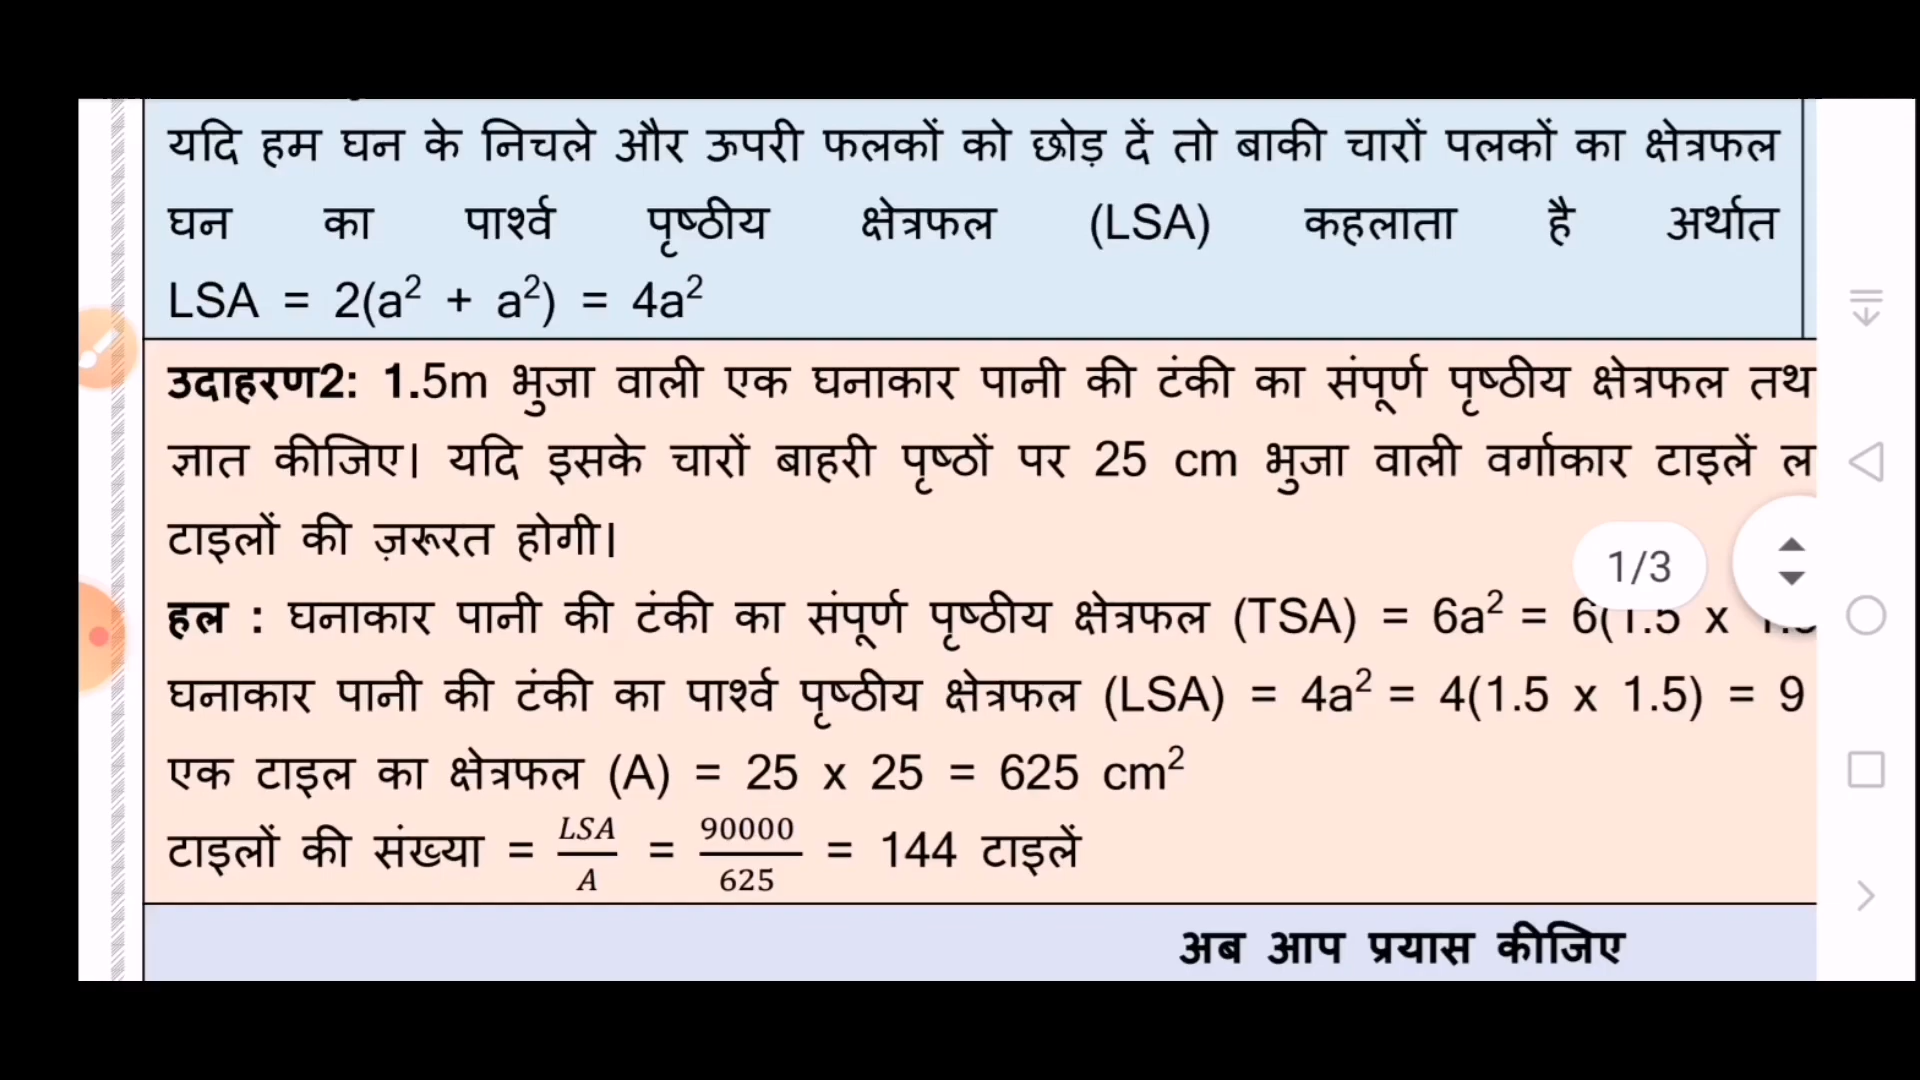 यदि हम घन के निचले और ऊपरी फलकों को छोड़ दें तो बाकी चारों पलकों का क्षेत्रफल
घन का पार्श्व पृष्ठीय क्षेत्रफल (LSA) कहलाता है अर्थात
LSA = 2(a² + a²) = 4a²
उदाहरण2: 1.5m भुजा वाली एक घनाकार पानी की टंकी का संपूर्ण पृष्ठीय क्षेत्रफल
ज्ञात कीजिए। यदि इसके चारों बाहरी पृष्ठों पर 25 cm भुजा वाली वर्गाकार टाइलें
टाइलों की ज़रूरत होगी।
1/3
हल : घनाकार पानी की टंकी का संपूर्ण पृष्ठीय क्षेत्रफल (TSA) = 6a² = 6(1.5 x
घनाकार पानी की टंकी का पार्श्व पृष्ठीय क्षेत्रफल (LSA) = 4a² = 4(1.5 x 1.5) = 9
एक टाइल का क्षेत्रफल (A) = 25 x 25 = 625 cm²
टाइलों की संख्या = LSA/A = 90000/625 = 144 टाइलें
अब आप प्रयास कीजिए